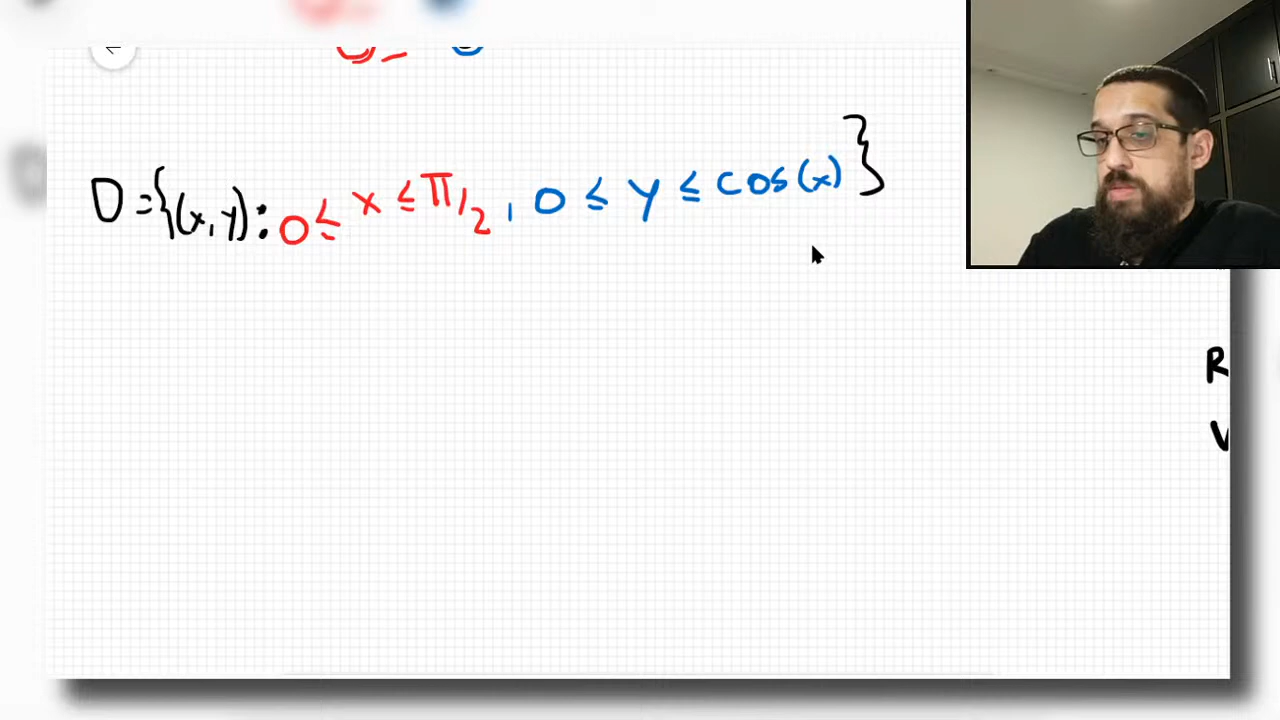 D = {(x,y): 0 ≤ x ≤ π/2, 0 ≤ y ≤ cos(x)}
R